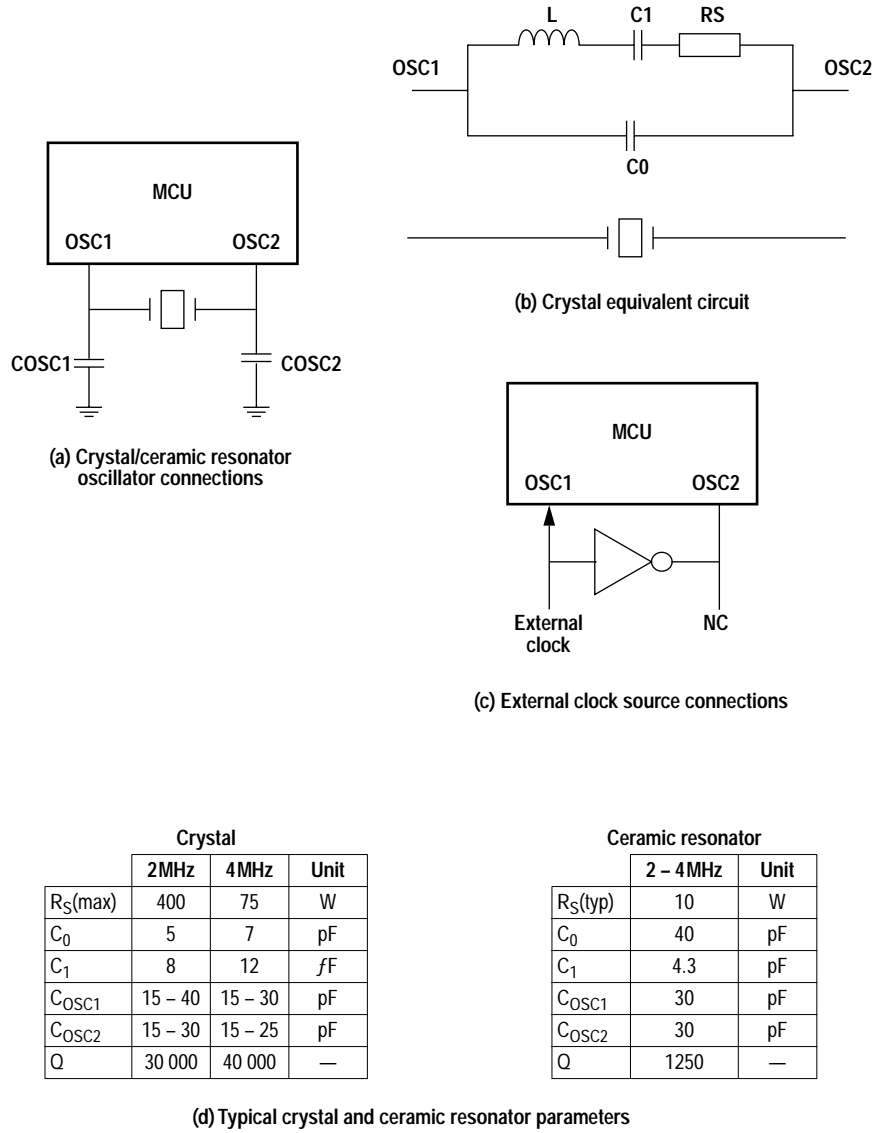 L C1 RS
OSC1 OSC2
C0
(b) Crystal equivalent circuit
MCU
OSC1 OSC2
COSC1 COSC2
(a) Crystal/ceramic resonator
oscillator connections
MCU
OSC1 OSC2
External NC
clock
(c) External clock source connections
Crystal
2MHz 4MHz Unit
RS(max) 400 75 W
C0 5 7 pF
C1 8 12 ƒF
COSC1 15 – 40 15 – 30 pF
COSC2 15 – 30 15 – 25 pF
Q 30 000 40 000 —
Ceramic resonator
2 – 4MHz Unit
RS(typ) 10 W
C0 40 pF
C1 4.3 pF
COSC1 30 pF
COSC2 30 pF
Q 1250 —
(d) Typical crystal and ceramic resonator parameters